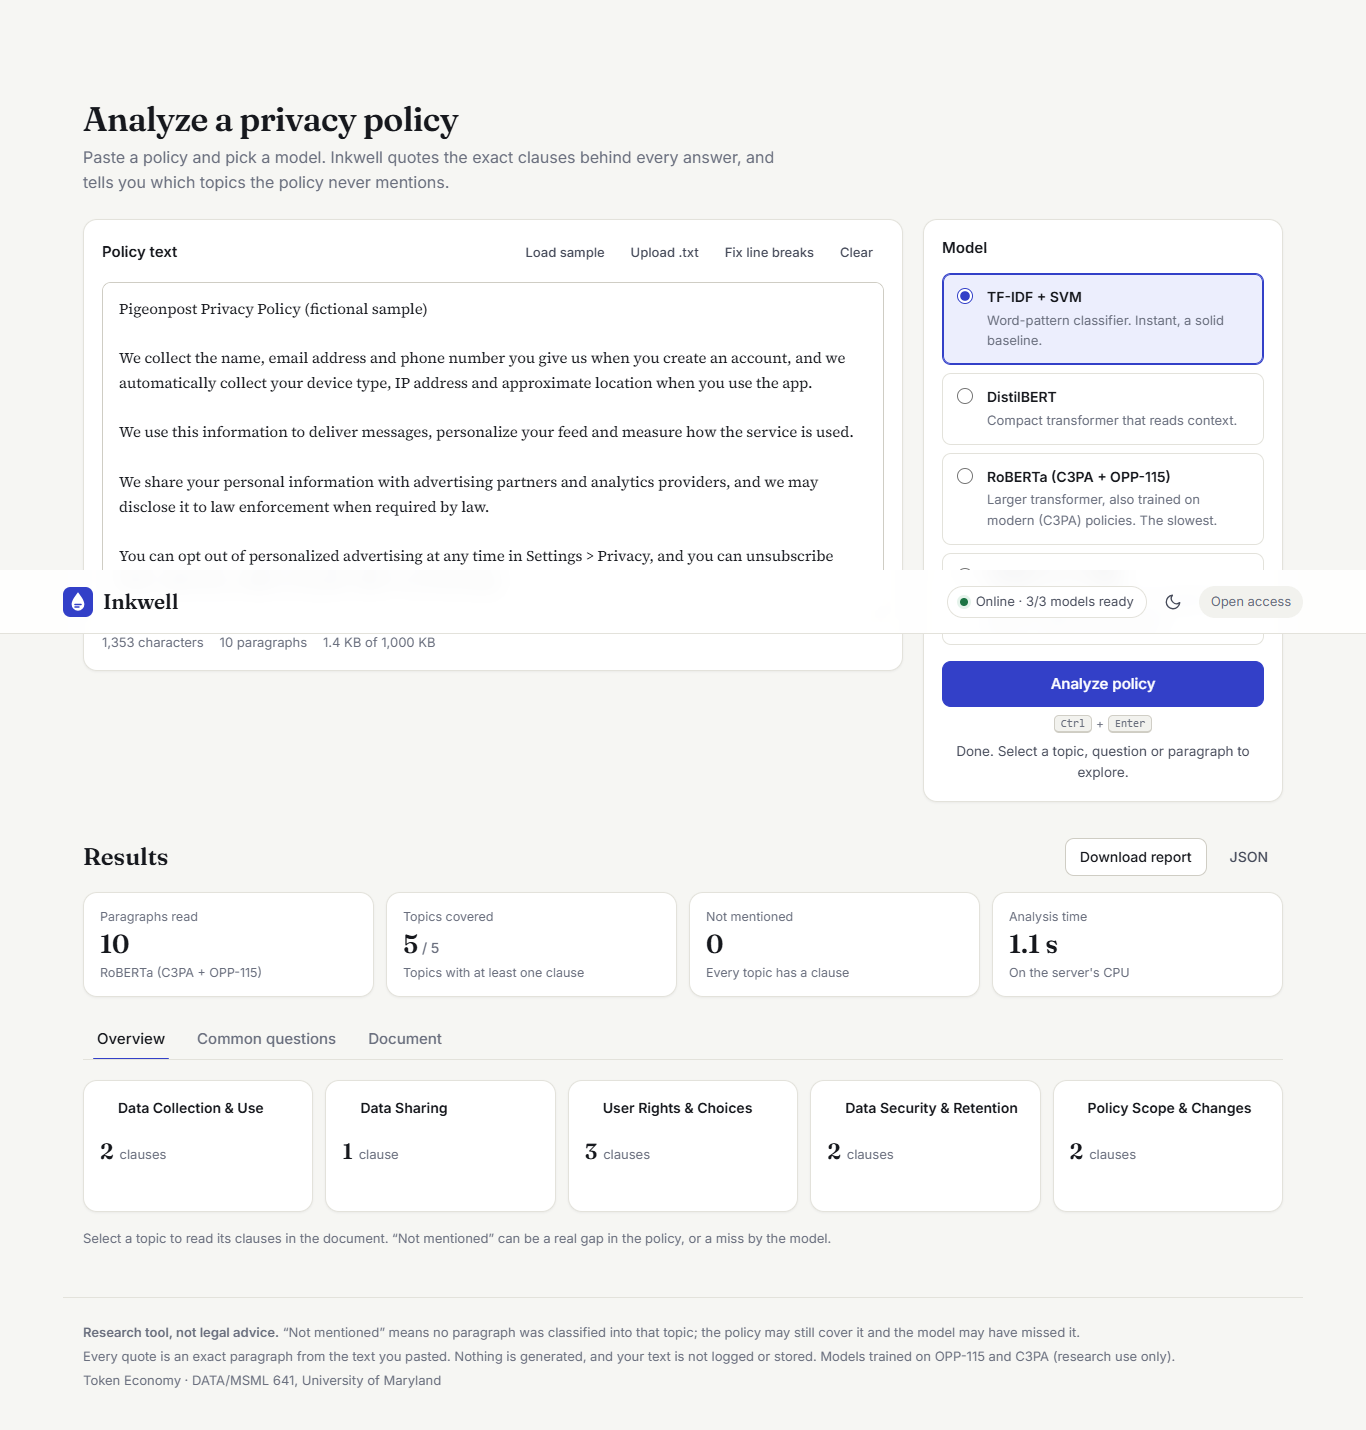 Analyze a privacy policy
Paste a policy and pick a model. Inkwell quotes the exact clauses behind every answer, and
tells you which topics the policy never mentions.
Policy text
Load sample
Upload .txt
Fix line breaks
Clear
Pigeonpost Privacy Policy (fictional sample)
We collect the name, email address and phone number you give us when you create an account, and we
automatically collect your device type, IP address and approximate location when you use the app.
We use this information to deliver messages, personalize your feed and measure how the service is used.
We share your personal information with advertising partners and analytics providers, and we may
disclose it to law enforcement when required by law.
You can opt out of personalized advertising at any time in Settings > Privacy, and you can unsubscribe
1,353 characters 10 paragraphs 1.4 KB of 1,000 KB
Model
TF-IDF + SVM
Word-pattern classifier. Instant, a solid
baseline.
DistilBERT
Compact transformer that reads context.
RoBERTa (C3PA + OPP-115)
Larger transformer, also trained on
modern (C3PA) policies. The slowest.
Inkwell
Online · 3/3 models ready
Open access
Analyze policy
Ctrl + Enter
Done. Select a topic, question or paragraph to
explore.
Results
Download report
JSON
Paragraphs read
10
RoBERTa (C3PA + OPP-115)
Topics covered
5 / 5
Topics with at least one clause
Not mentioned
0
Every topic has a clause
Analysis time
1.1 s
On the server's CPU
Overview
Common questions
Document
Data Collection & Use
2 clauses
Data Sharing
1 clause
User Rights & Choices
3 clauses
Data Security & Retention
2 clauses
Policy Scope & Changes
2 clauses
Select a topic to read its clauses in the document. “Not mentioned” can be a real gap in the policy, or a miss by the model.
Research tool, not legal advice. “Not mentioned” means no paragraph was classified into that topic; the policy may still cover it and the model may have missed it.
Every quote is an exact paragraph from the text you pasted. Nothing is generated, and your text is not logged or stored. Models trained on OPP-115 and C3PA (research use only).
Token Economy · DATA/MSML 641, University of Maryland